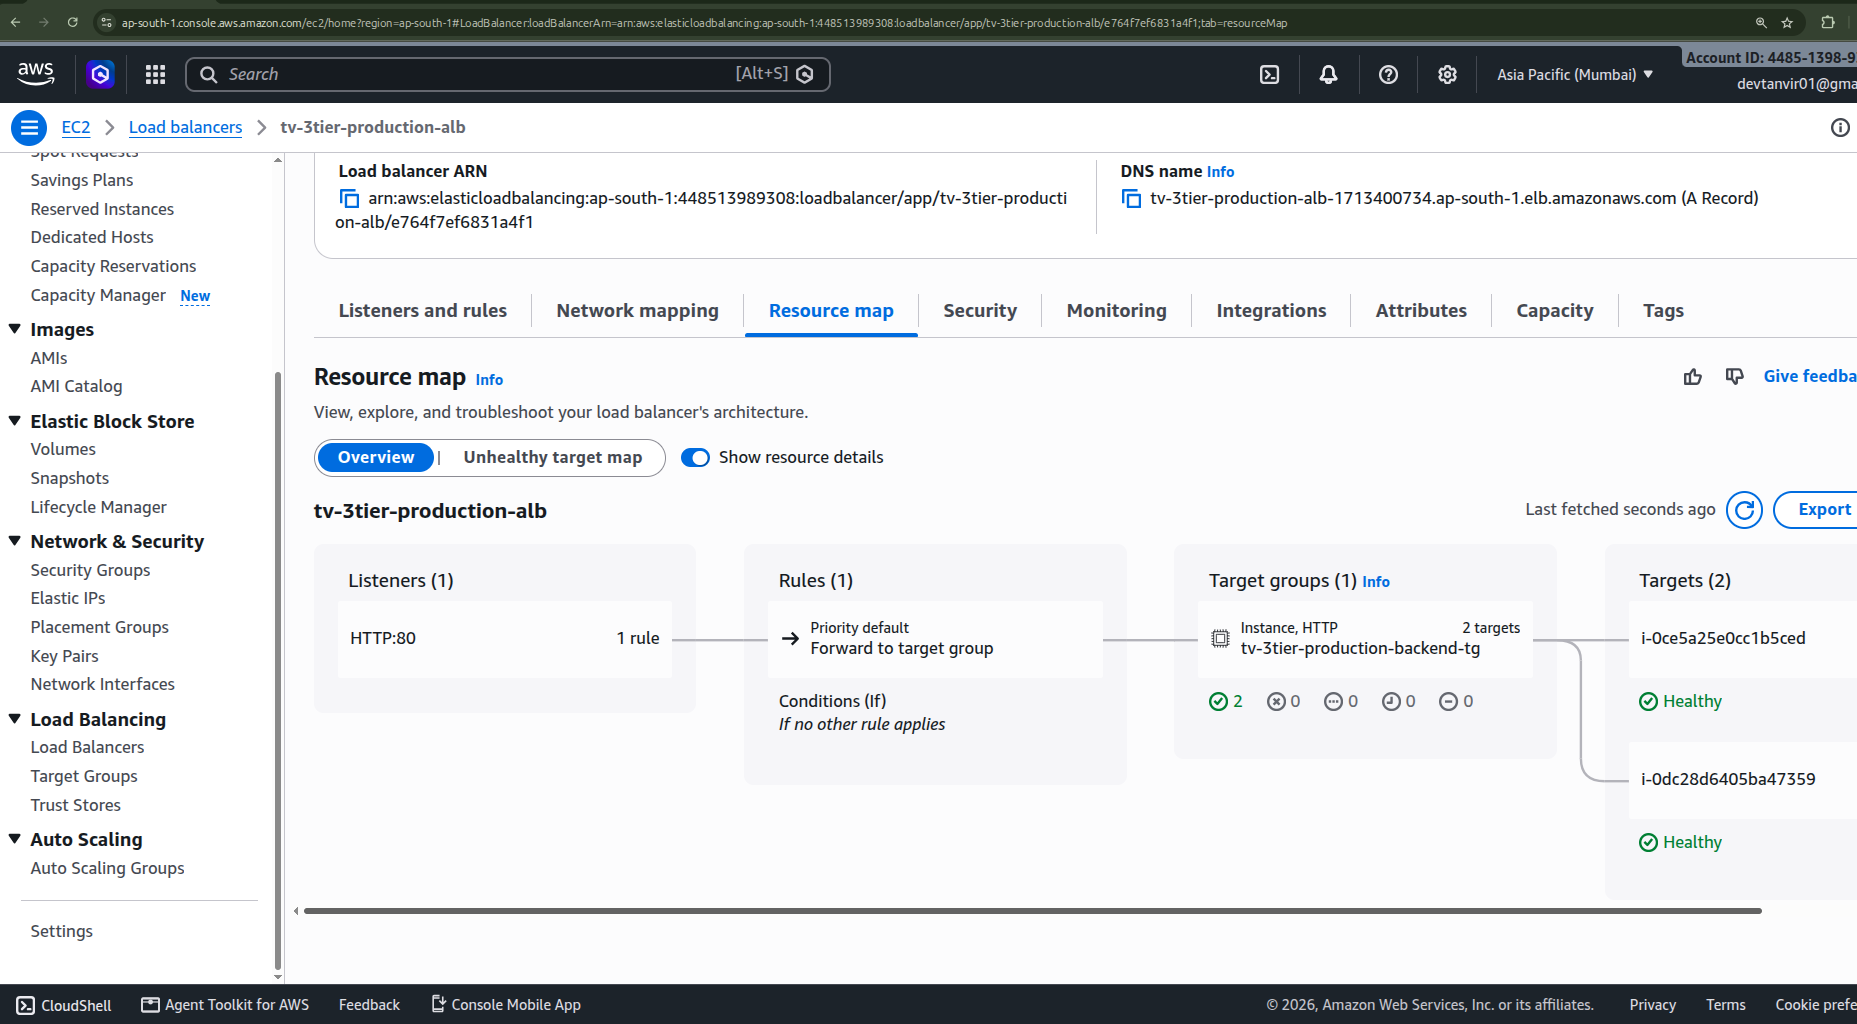 ap-south-1.console.aws.amazon.com/ec2/home?region=ap-south-1#LoadBalancer:loadBalancerArn=arn:aws:elasticloadbalancing:ap-south-1:448513989308:loadbalancer/app/tv-3tier-production-alb/e764f7ef6831a4f1;tab=resourceMap
aws
Search
[Alt+S]
Asia Pacific (Mumbai)
Account ID: 4485-1398-9
devtanvir01@gma
EC2 > Load balancers > tv-3tier-production-alb
Spot Requests
Savings Plans
Reserved Instances
Dedicated Hosts
Capacity Reservations
Capacity Manager New
Images
AMIs
AMI Catalog
Elastic Block Store
Volumes
Snapshots
Lifecycle Manager
Network & Security
Security Groups
Elastic IPs
Placement Groups
Key Pairs
Network Interfaces
Load Balancing
Load Balancers
Target Groups
Trust Stores
Auto Scaling
Auto Scaling Groups
Settings
Load balancer ARN
arn:aws:elasticloadbalancing:ap-south-1:448513989308:loadbalancer/app/tv-3tier-producti
on-alb/e764f7ef6831a4f1
DNS name Info
tv-3tier-production-alb-1713400734.ap-south-1.elb.amazonaws.com (A Record)
Listeners and rules
Network mapping
Resource map
Security
Monitoring
Integrations
Attributes
Capacity
Tags
Resource map Info
Give feedba
View, explore, and troubleshoot your load balancer's architecture.
Overview | Unhealthy target map
Show resource details
tv-3tier-production-alb
Last fetched seconds ago
Export
Listeners (1)
HTTP:80 1 rule
Rules (1)
Priority default
Forward to target group
Conditions (If)
If no other rule applies
Target groups (1) Info
Instance, HTTP 2 targets
tv-3tier-production-backend-tg
2 0 0 0 0
Targets (2)
i-0ce5a25e0cc1b5ced
Healthy
i-0dc28d6405ba47359
Healthy
CloudShell
Agent Toolkit for AWS
Feedback
Console Mobile App
© 2026, Amazon Web Services, Inc. or its affiliates.
Privacy
Terms
Cookie prefe